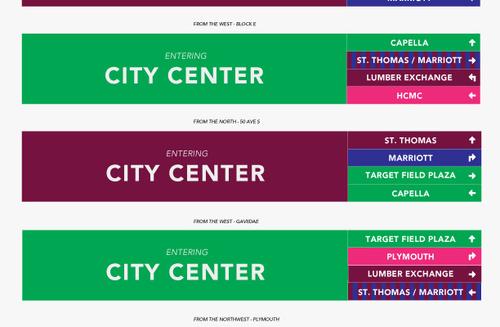 FROM THE WEST - BLOCK E
ENTERING
CITY CENTER
CAPELLA
ST. THOMAS / MARRIOTT
LUMBER EXCHANGE
HCMC
FROM THE NORTH - 50 AVE S
ENTERING
CITY CENTER
ST. THOMAS
MARRIOTT
TARGET FIELD PLAZA
CAPELLA
FROM THE WEST - GAVIIDAE
ENTERING
CITY CENTER
TARGET FIELD PLAZA
PLYMOUTH
LUMBER EXCHANGE
ST. THOMAS / MARRIOTT
FROM THE NORTHWEST - PLYMOUTH